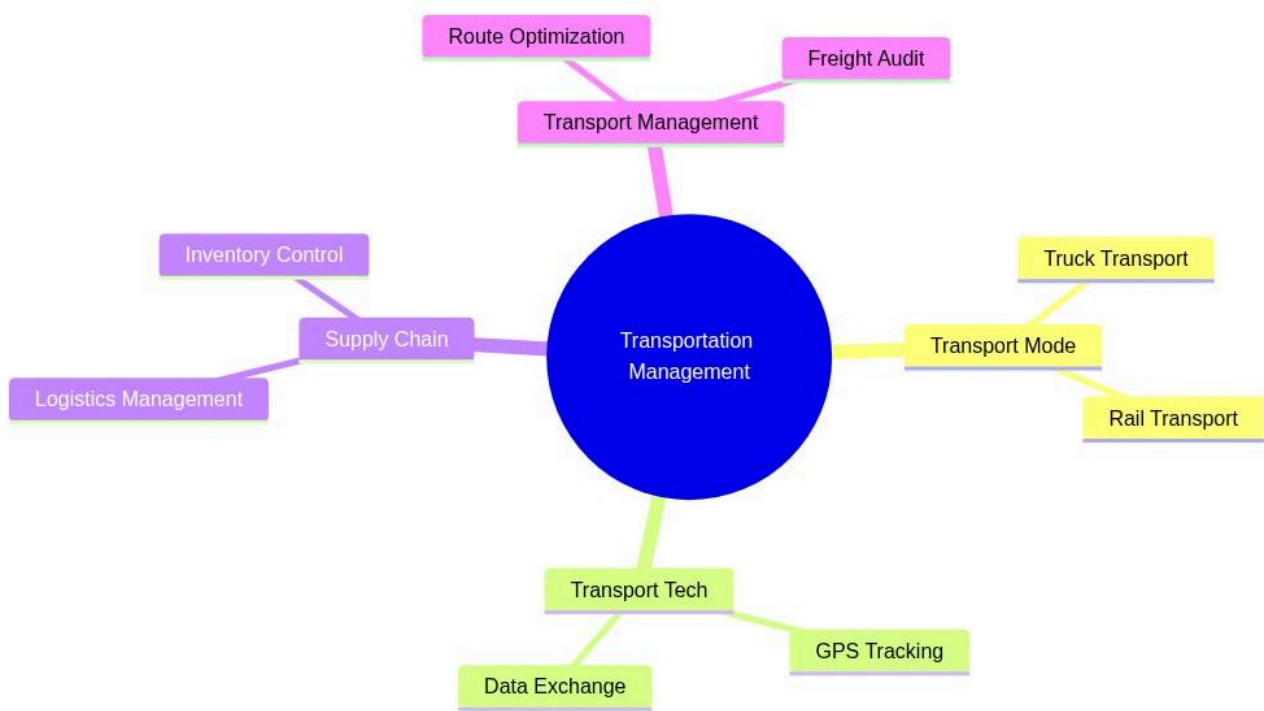 Route Optimization
Freight Audit
Transport Management
Inventory Control
Supply Chain
Logistics Management
Transportation
Management
Truck Transport
Transport Mode
Rail Transport
Transport Tech
GPS Tracking
Data Exchange